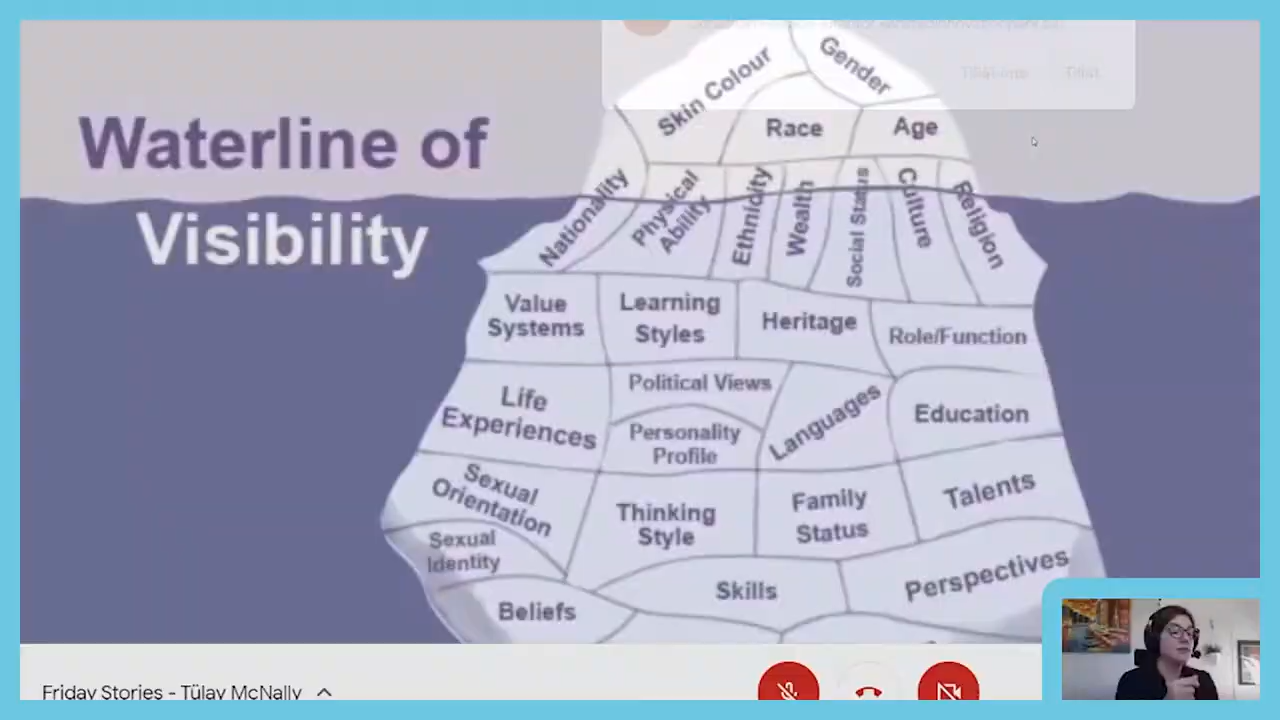 Skin Colour
Gender
Race
Age
Waterline of
Visibility
Nationality
Physical
Ability
Ethnicity
Wealth
Social Status
Culture
Religion
Value
Systems
Learning
Styles
Heritage
Role/Function
Life
Experiences
Political Views
Personality
Profile
Languages
Education
Sexual
Orientation
Thinking
Style
Family
Status
Talents
Sexual
Identity
Skills
Perspectives
Beliefs
Friday Stories - Tülay McNally